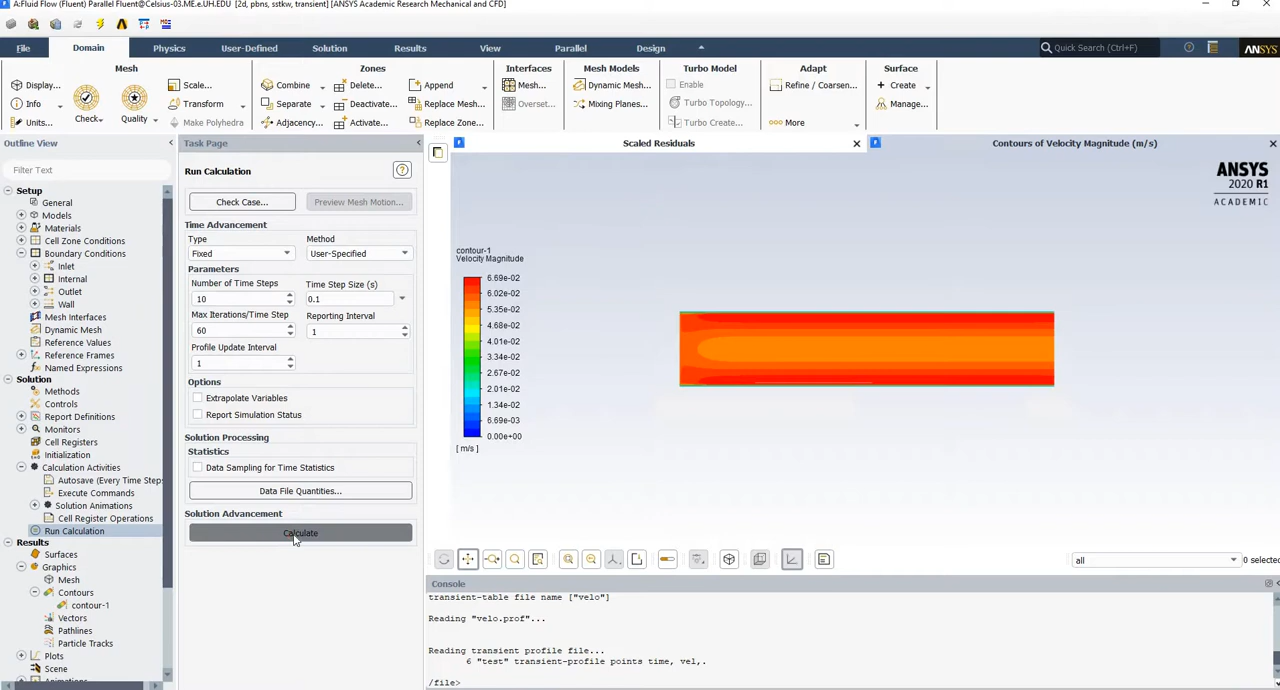 A:Fluid Flow (Fluent) Parallel Fluent@Celsius-03.ME.e.UH.EDU [2d, pbns, sstkw, transient] [ANSYS Academic Research Mechanical and CFD]
File Domain Physics User-Defined Solution Results View Parallel Design Quick Search (Ctrl+F) ANSYS
Mesh Zones Interfaces Mesh Models Turbo Model Adapt Surface
Display... Scale... Combine Delete... Append Mesh... Dynamic Mesh... Enable Refine / Coarsen... Create
Info Transform Separate Deactivate... Replace Mesh... Overset... Mixing Planes... Turbo Topology... Manage...
Units... Check Quality Make Polyhedra Adjacency... Activate... Replace Zone... Turbo Create... More
Outline View
Filter Text
Setup
General
Models
Materials
Cell Zone Conditions
Boundary Conditions
Inlet
Internal
Outlet
Wall
Mesh Interfaces
Dynamic Mesh
Reference Values
Reference Frames
Named Expressions
Solution
Methods
Controls
Report Definitions
Monitors
Cell Registers
Initialization
Calculation Activities
Autosave (Every Time Steps
Execute Commands
Solution Animations
Cell Register Operations
Run Calculation
Results
Surfaces
Graphics
Mesh
Contours
contour-1
Vectors
Pathlines
Particle Tracks
Plots
Scene
Animations
Task Page
Run Calculation
Check Case... Preview Mesh Motion...
Time Advancement
Type Method
Fixed User-Specified
Parameters
Number of Time Steps Time Step Size (s)
10 0.1
Max Iterations/Time Step Reporting Interval
60 1
Profile Update Interval
1
Options
Extrapolate Variables
Report Simulation Status
Solution Processing
Statistics
Data Sampling for Time Statistics
Data File Quantities...
Solution Advancement
Calculate
Scaled Residuals Contours of Velocity Magnitude (m/s)
ANSYS
2020 R1
ACADEMIC
contour-1
Velocity Magnitude
6.69e-02
6.02e-02
5.35e-02
4.68e-02
4.01e-02
3.34e-02
2.67e-02
2.01e-02
1.34e-02
6.69e-03
0.00e+00
[ m/s ]
all 0 selected
Console
transient-table file name ["velo"]
Reading "velo.prof"...
Reading transient profile file...
6 "test" transient-profile points time, vel,.
/file>